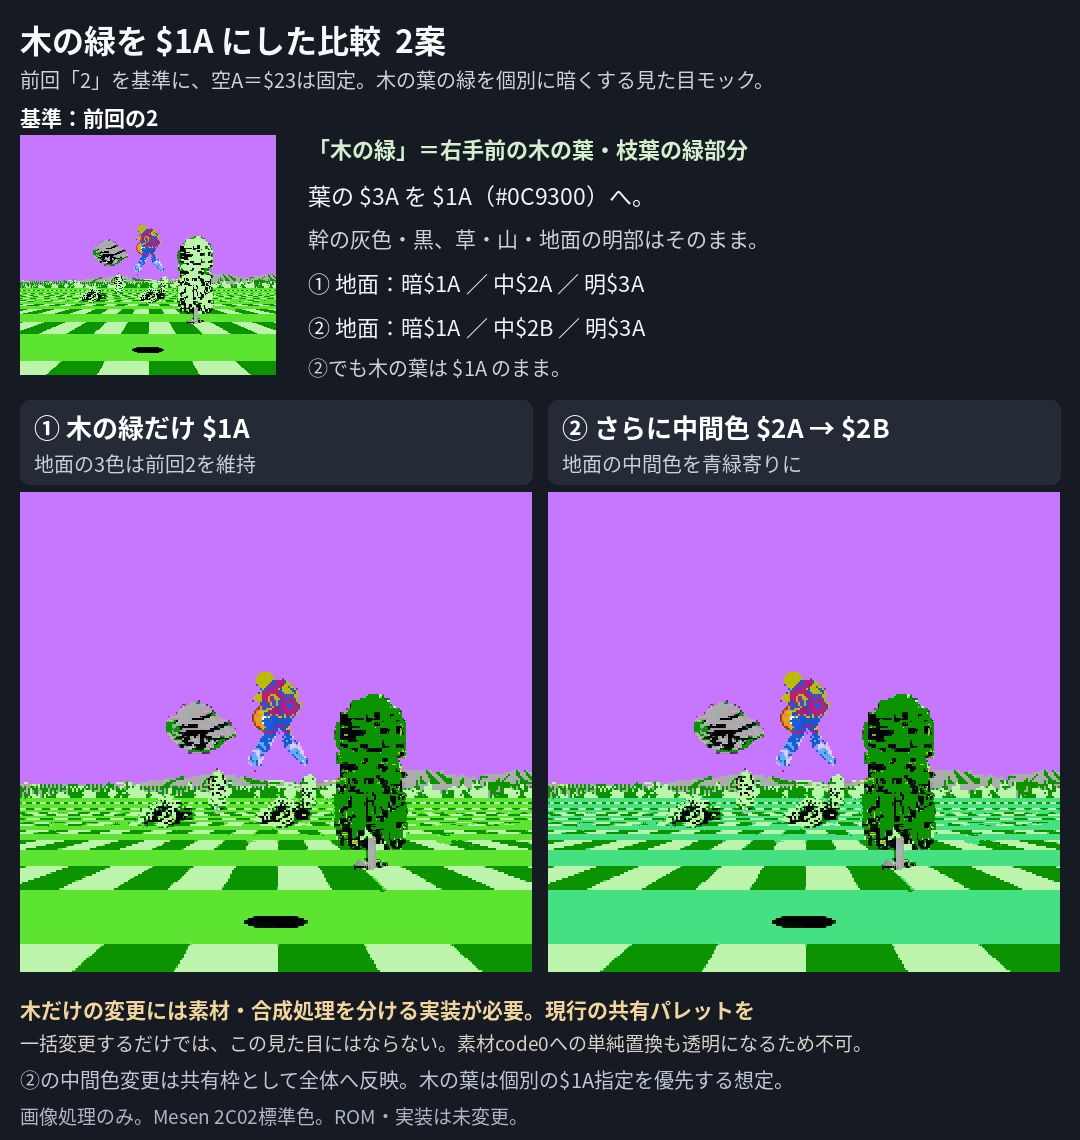 木の緑を $1A にした比較 2案
前回「2」を基準に、空A＝$23は固定。木の葉の緑を個別に暗くする見た目モック。
基準：前回の2
「木の緑」＝右手前の木の葉・枝葉の緑部分
葉の $3A を $1A（#0C9300）へ。
幹の灰色・黒、草・山・地面の明部はそのまま。
① 地面：暗$1A ／ 中$2A ／ 明$3A
② 地面：暗$1A ／ 中$2B ／ 明$3A
②でも木の葉は $1A のまま。
① 木の緑だけ $1A
地面の3色は前回2を維持
② さらに中間色 $2A → $2B
地面の中間色を青緑寄りに
木だけの変更には素材・合成処理を分ける実装が必要。現行の共有パレットを
一括変更するだけでは、この見た目にはならない。素材code0への単純置換も透明になるため不可。
②の中間色変更は共有枠として全体へ反映。木の葉は個別の$1A指定を優先する想定。
画像処理のみ。Mesen 2C02標準色。ROM・実装は未変更。